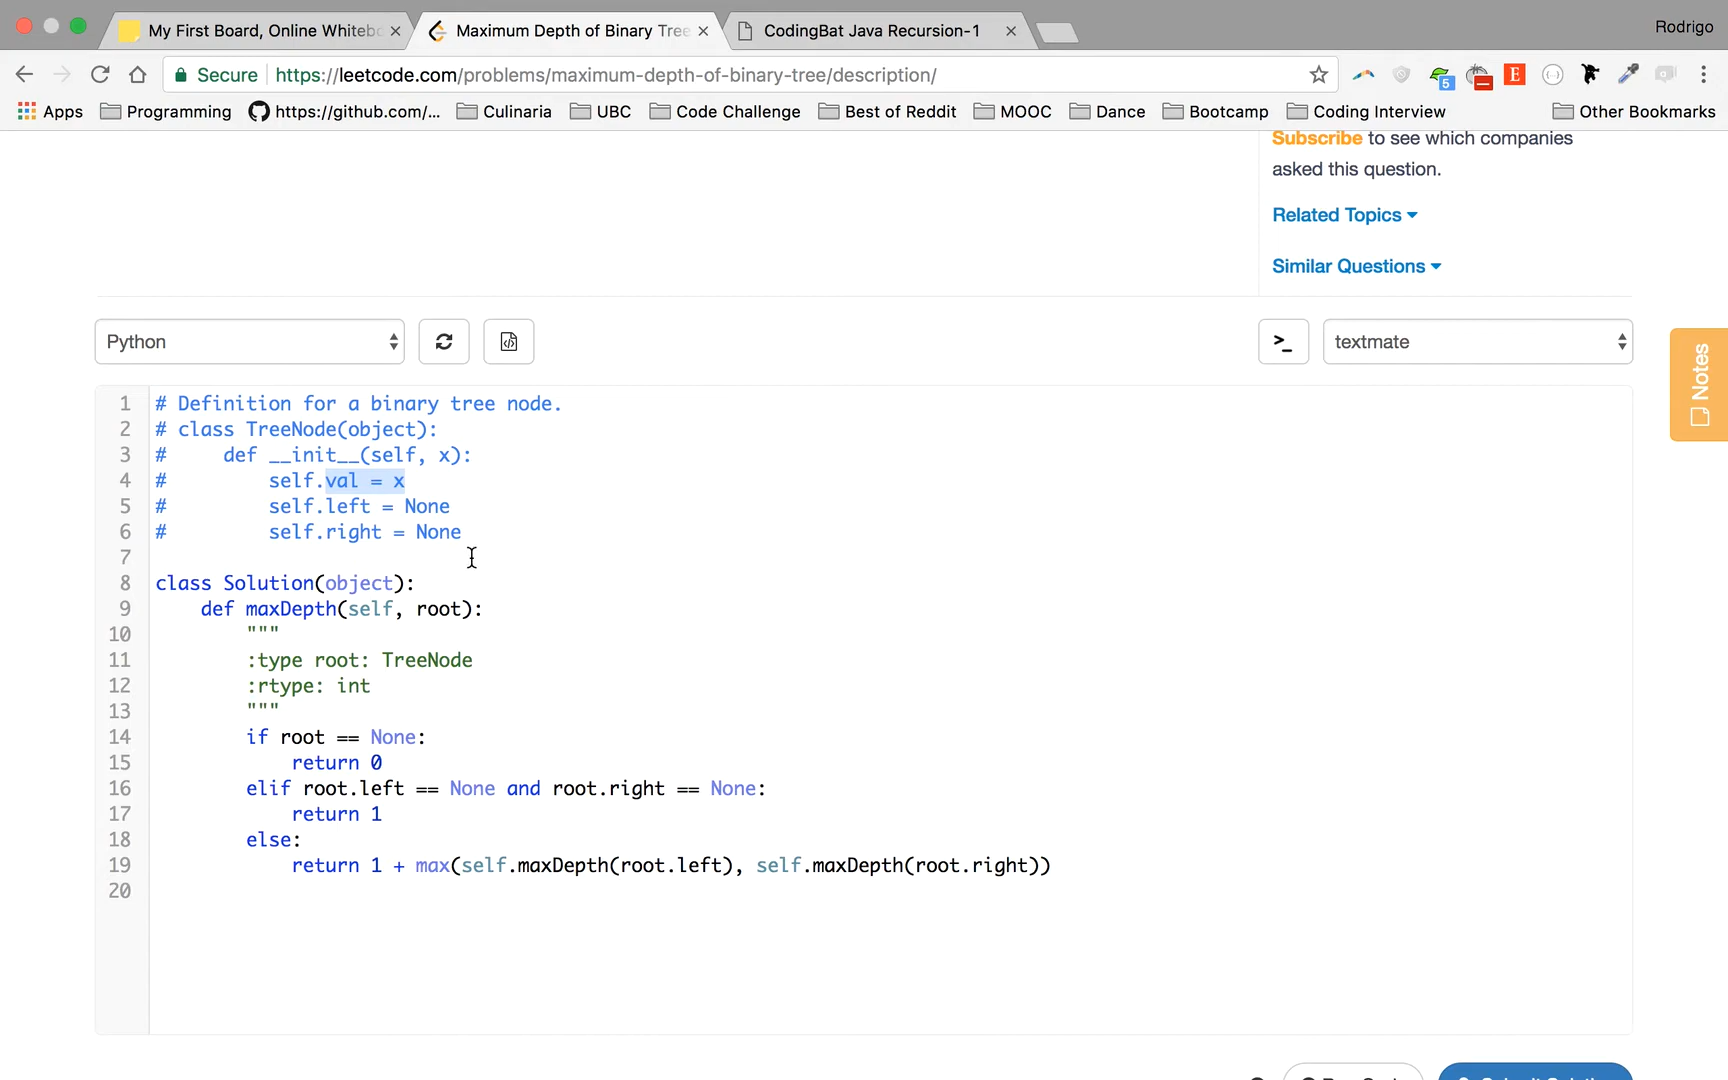 My First Board, Online Whiteb
Maximum Depth of Binary Tree
CodingBat Java Recursion-1
Rodrigo
Secure
https://leetcode.com/problems/maximum-depth-of-binary-tree/description/
5
E
Apps
Programming
https://github.com/...
Culinaria
UBC
Code Challenge
Best of Reddit
MOOC
Dance
Bootcamp
Coding Interview
Other Bookmarks
Subscribe to see which companies
asked this question.
Related Topics
Similar Questions
Python
>_
textmate
Notes
1 # Definition for a binary tree node.
2 # class TreeNode(object):
3 #     def __init__(self, x):
4 #         self.val = x
5 #         self.left = None
6 #         self.right = None
7
8 class Solution(object):
9     def maxDepth(self, root):
10         """
11         :type root: TreeNode
12         :rtype: int
13         """
14         if root == None:
15             return 0
16         elif root.left == None and root.right == None:
17             return 1
18         else:
19             return 1 + max(self.maxDepth(root.left), self.maxDepth(root.right))
20